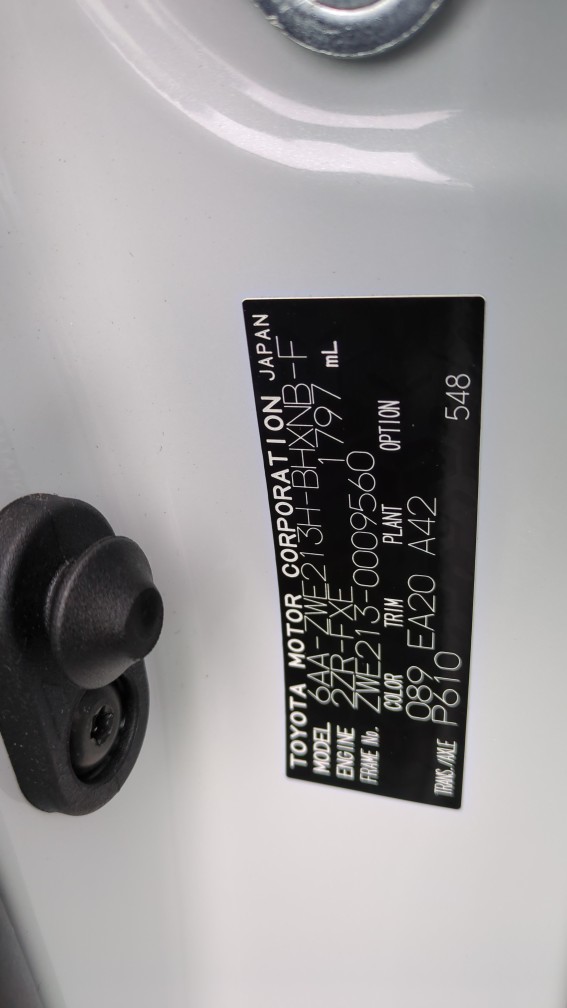 TOYOTA MOTOR CORPORATION JAPAN
MODEL 6AA-ZWE213H-BHXNB-F
ENGINE 2ZR-FXE 1797 mL
FRAME No. ZWE213-0009560
COLOR TRIM PLANT OPTION
089 EA20 A42
TRANS./AXLE P610 548